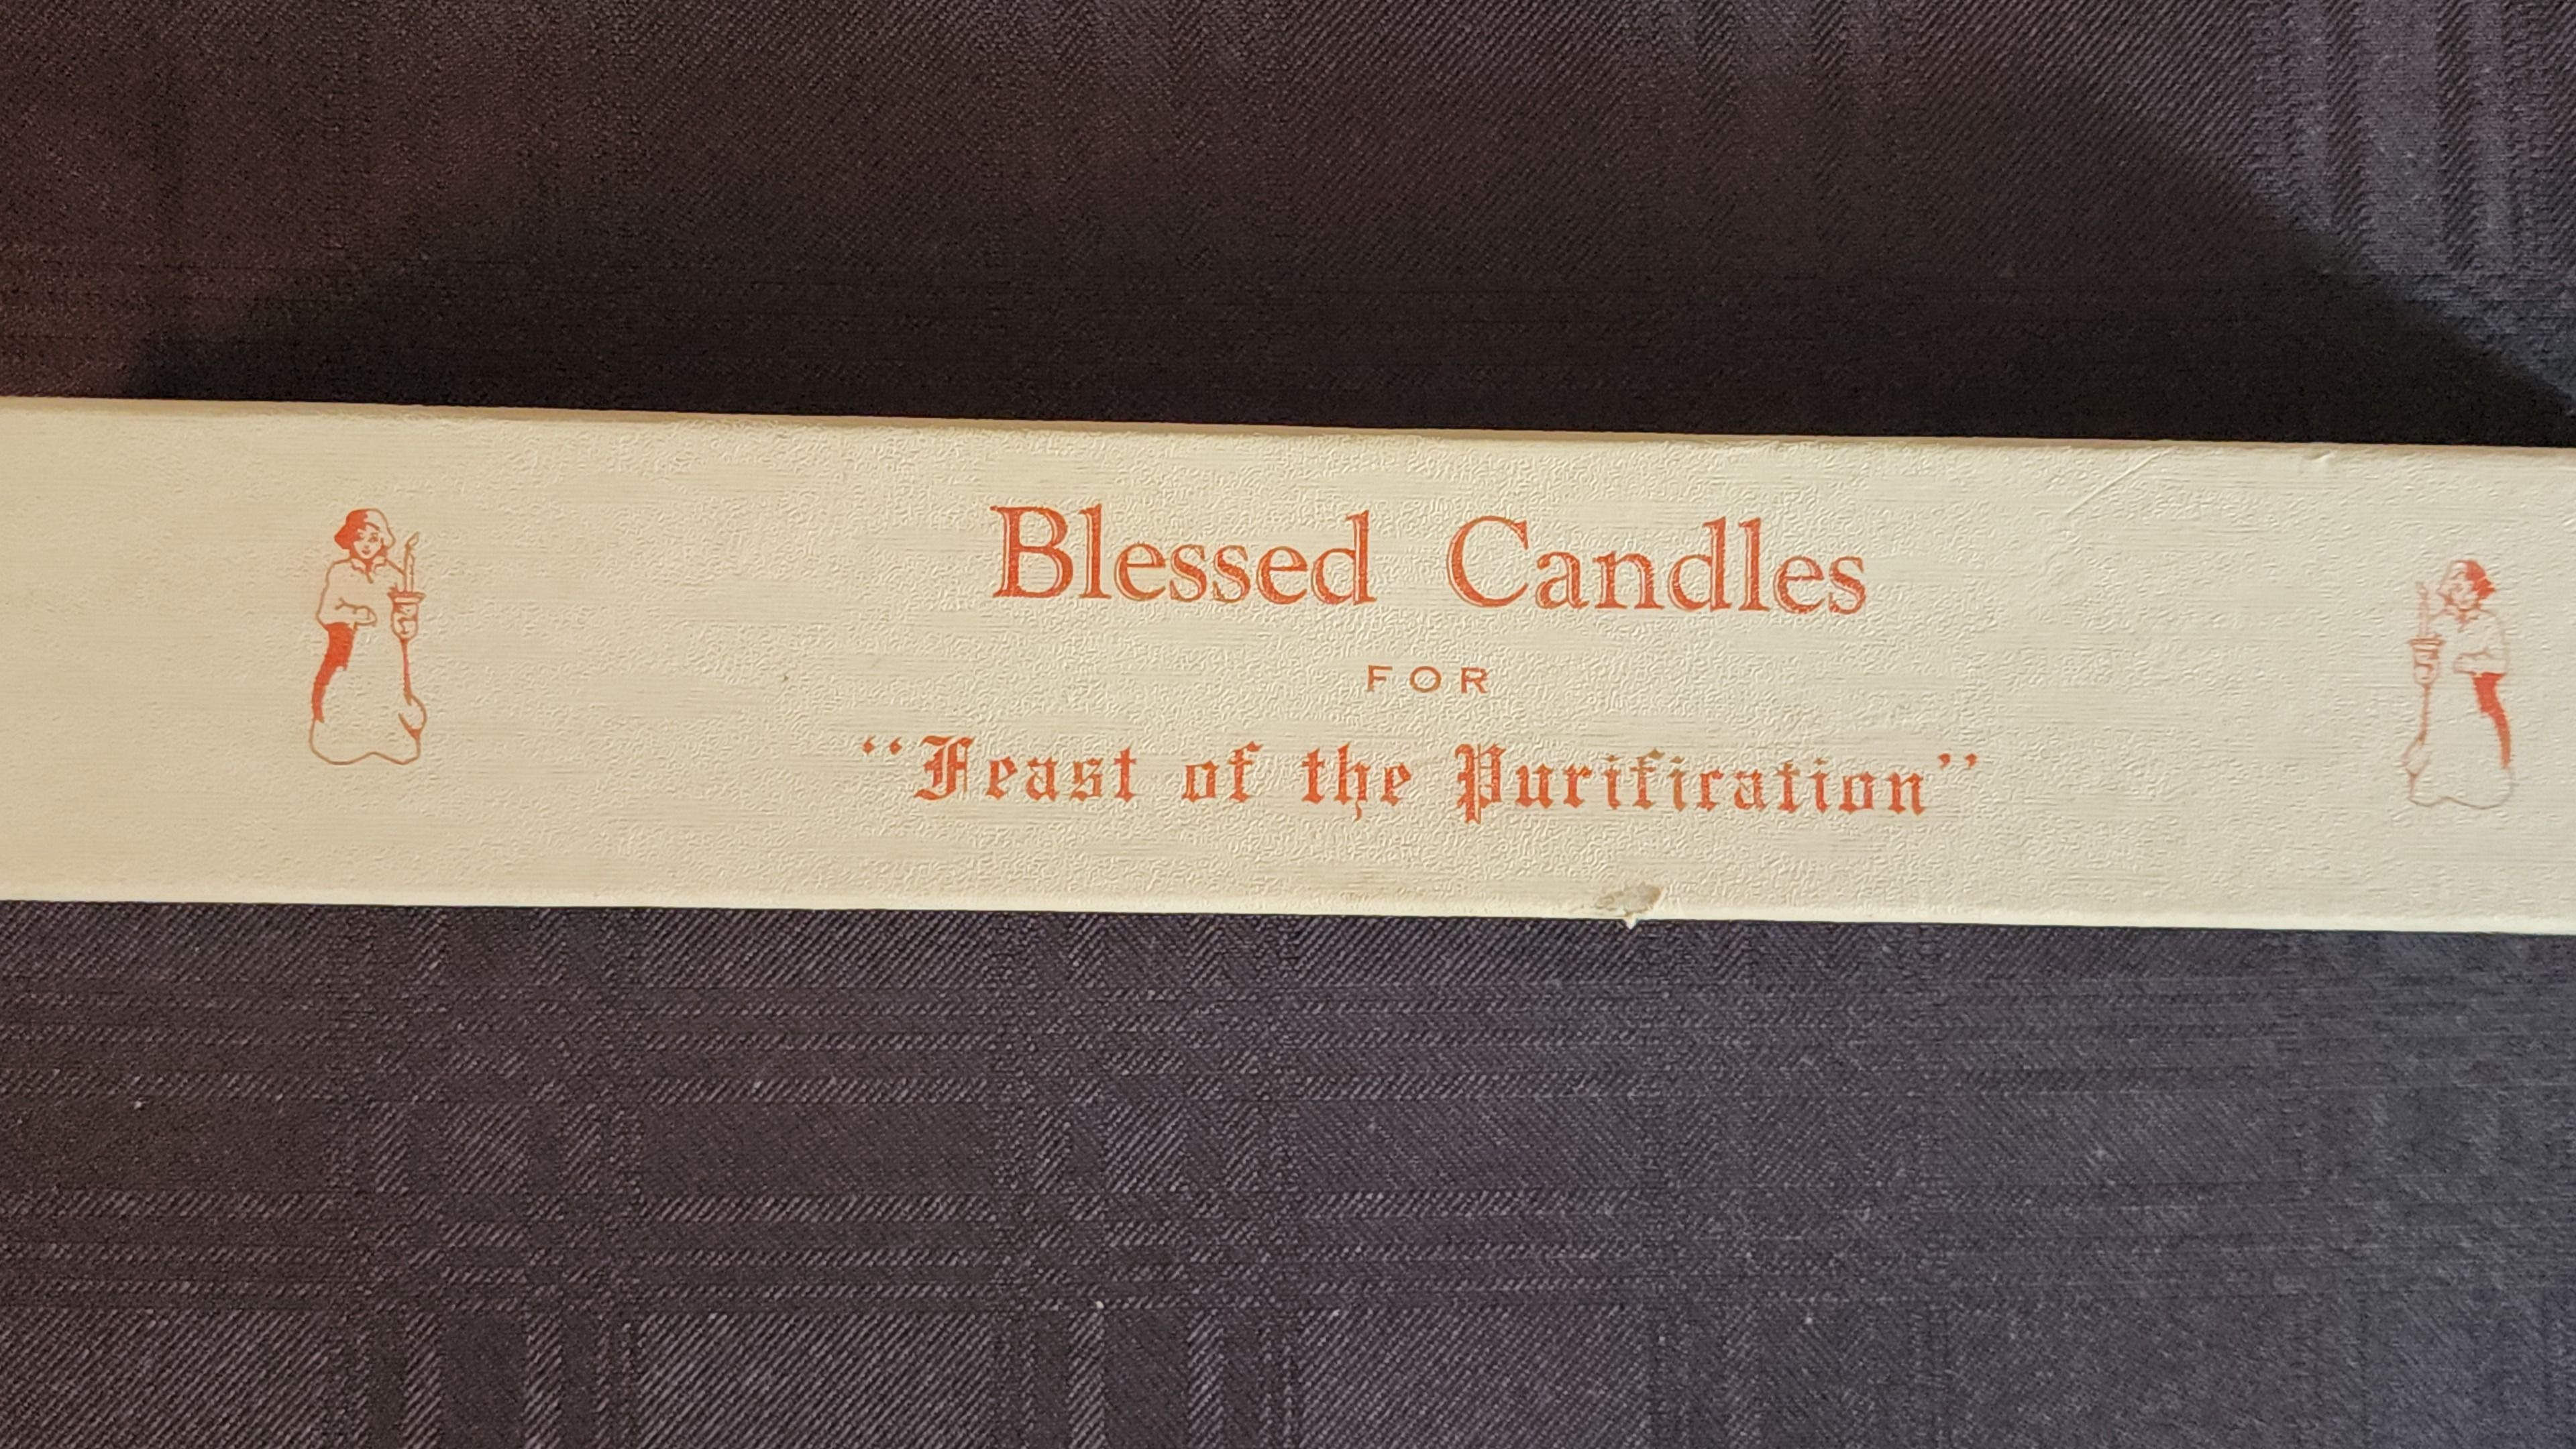 Blessed Candles
FOR
“Feast of the Purification”